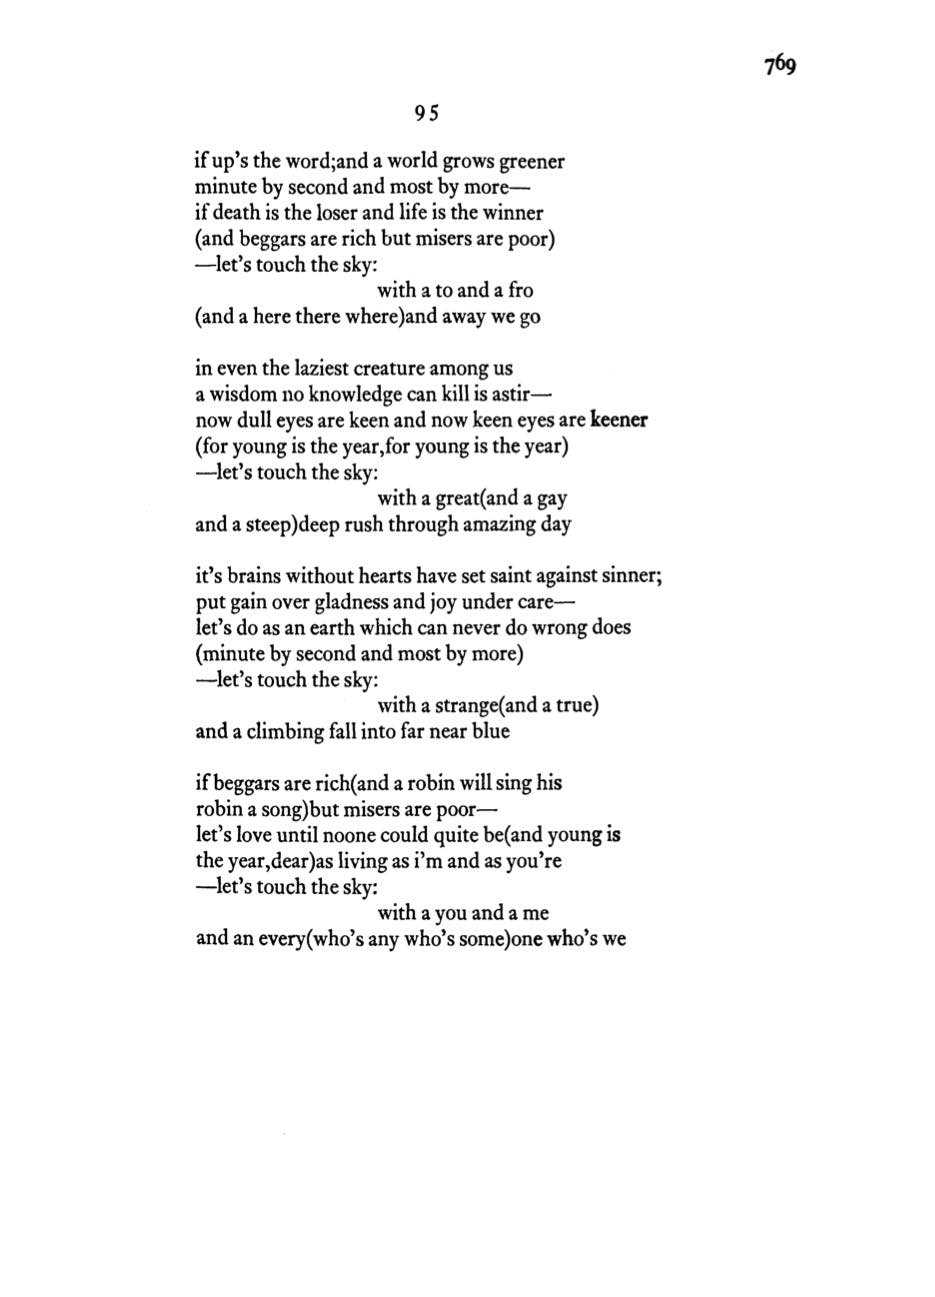 769
95
if up's the word;and a world grows greener
minute by second and most by more—
if death is the loser and life is the winner
(and beggars are rich but misers are poor)
—let's touch the sky:
with a to and a fro
(and a here there where)and away we go

in even the laziest creature among us
a wisdom no knowledge can kill is astir—
now dull eyes are keen and now keen eyes are keener
(for young is the year,for young is the year)
—let's touch the sky:
with a great(and a gay
and a steep)deep rush through amazing day

it's brains without hearts have set saint against sinner;
put gain over gladness and joy under care—
let's do as an earth which can never do wrong does
(minute by second and most by more)
—let's touch the sky:
with a strange(and a true)
and a climbing fall into far near blue

if beggars are rich(and a robin will sing his
robin a song)but misers are poor—
let's love until noone could quite be(and young is
the year,dear)as living as i'm and as you're
—let's touch the sky:
with a you and a me
and an every(who's any who's some)one who's we